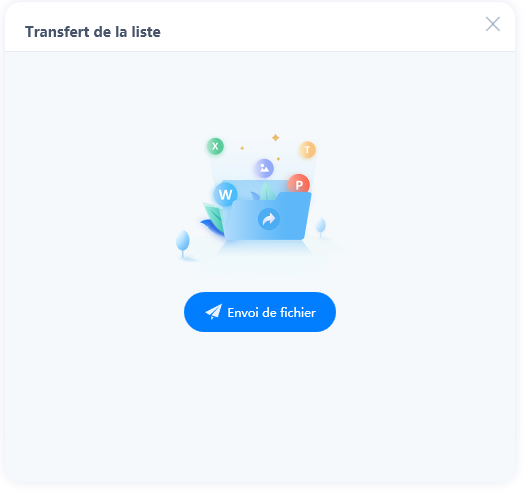 Transfert de la liste
X
T
W
P
Envoi de fichier